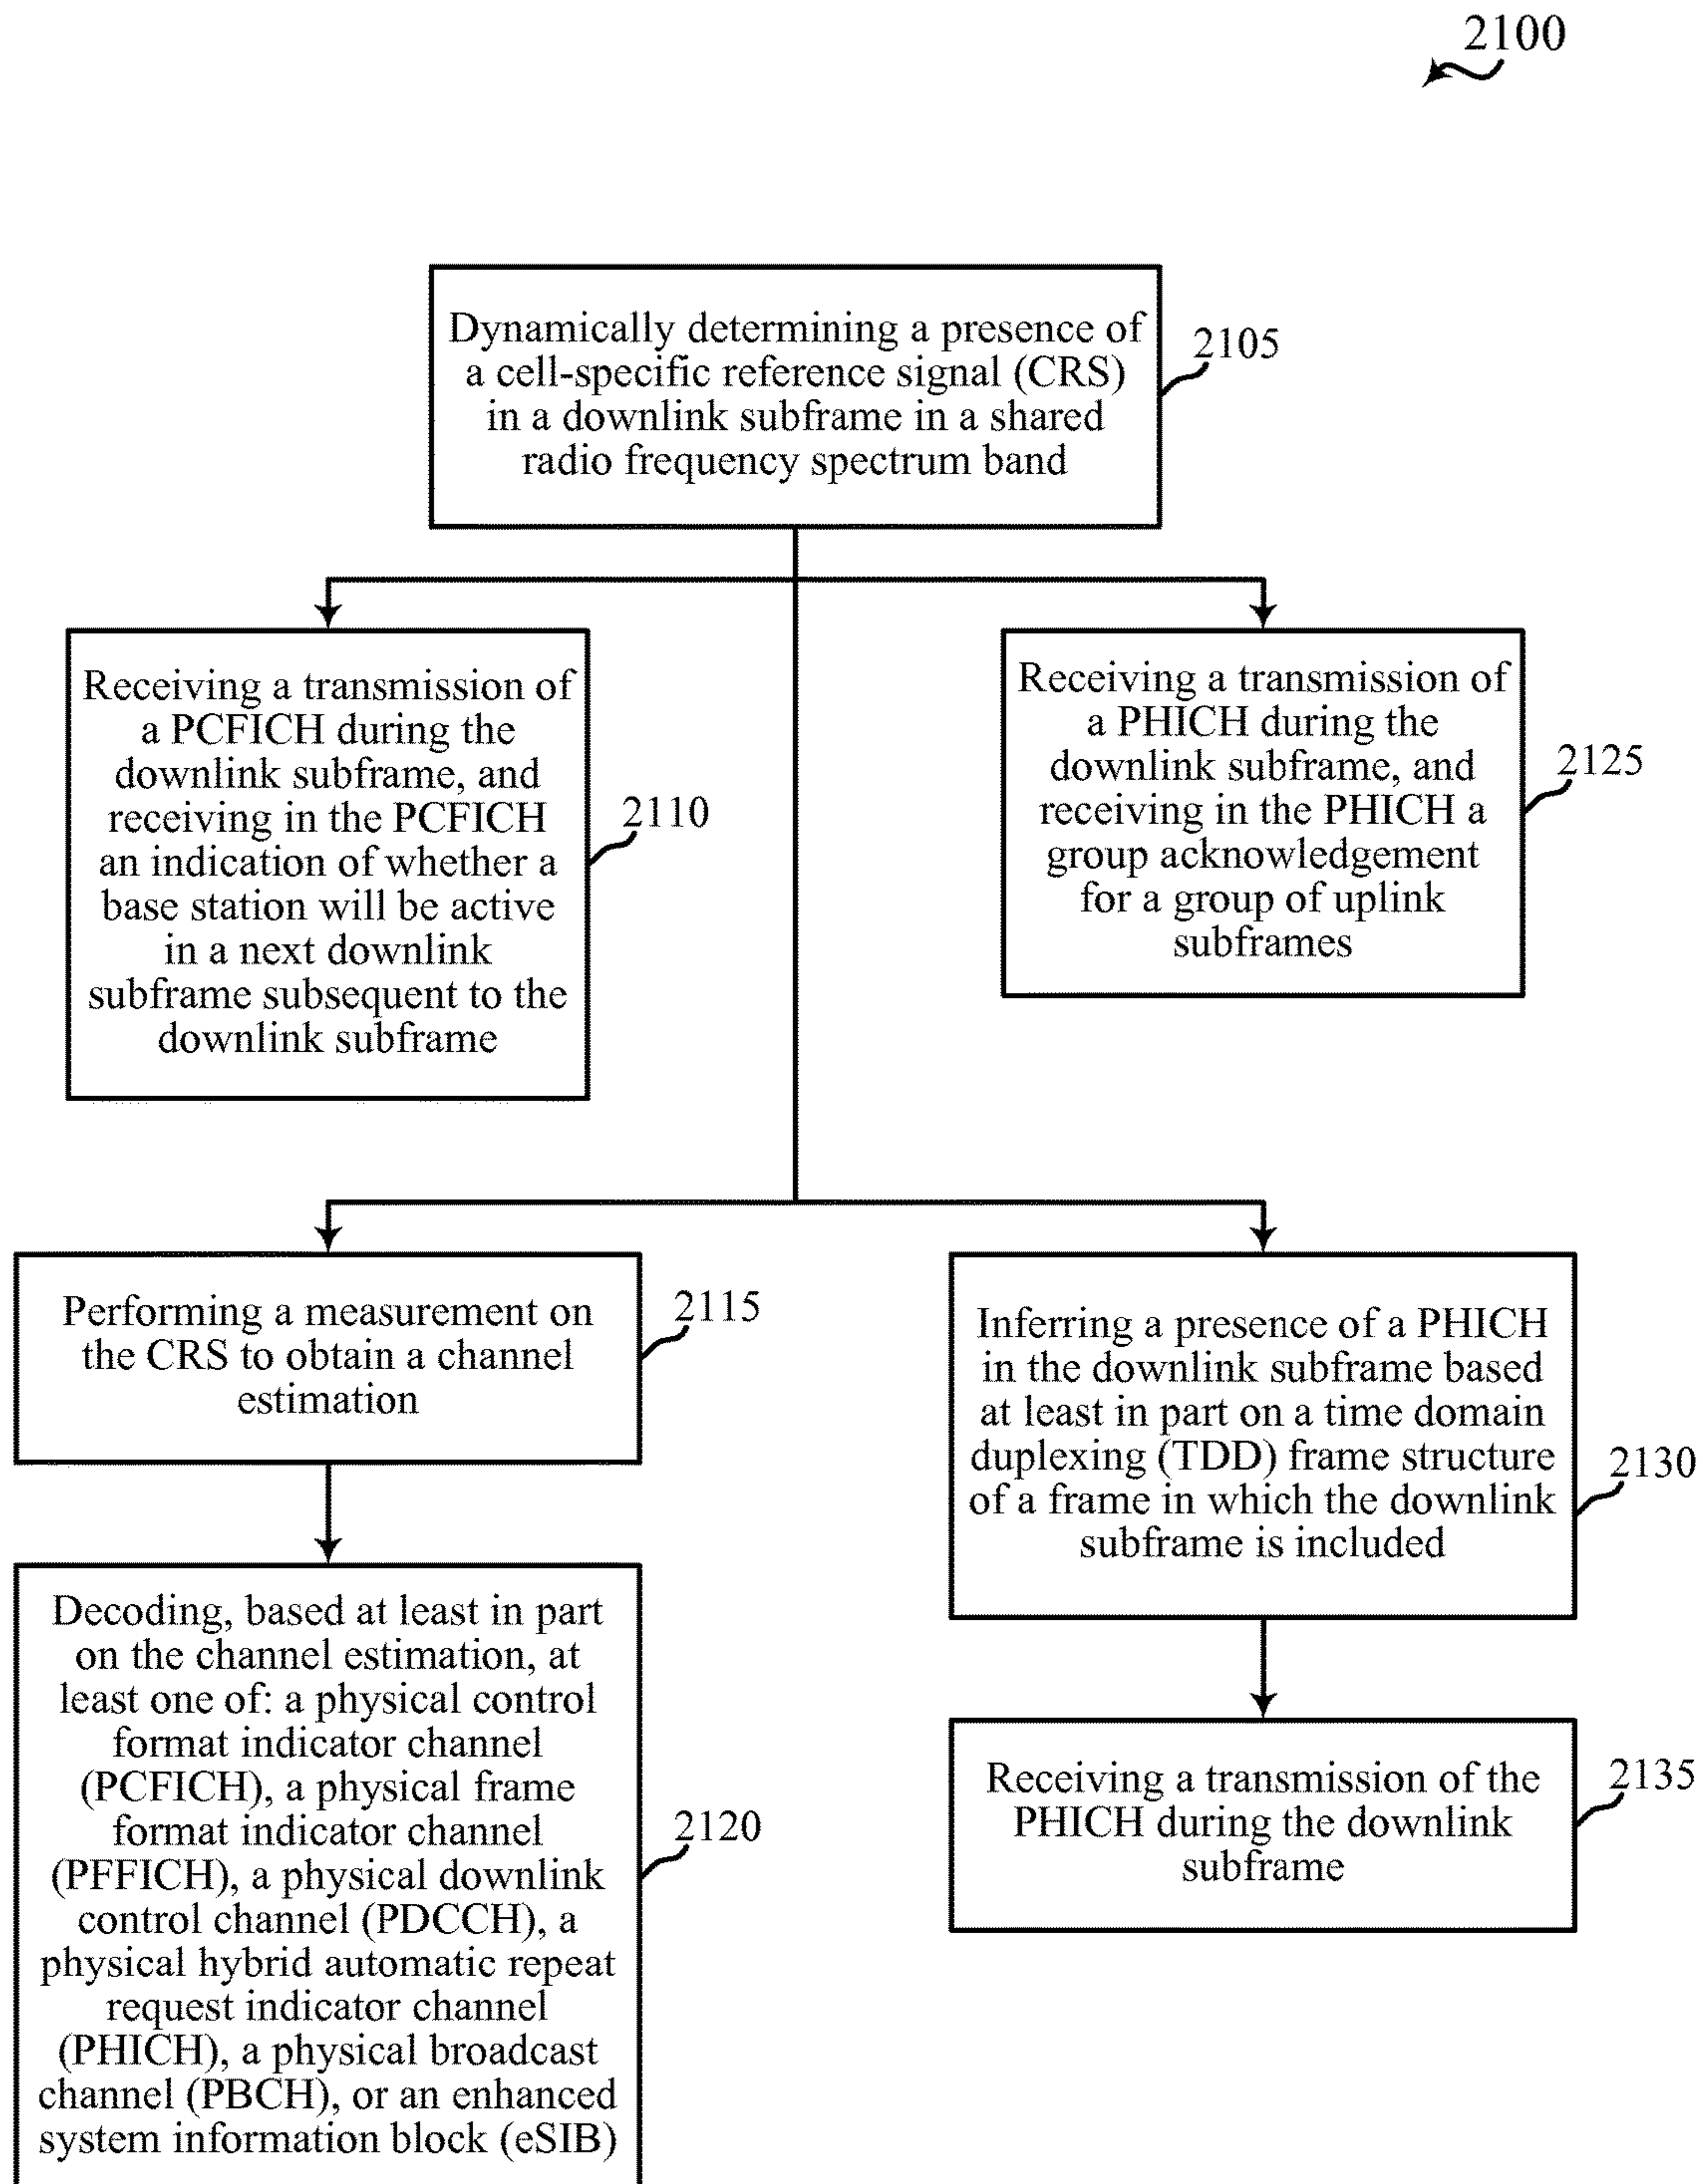 2100
Dynamically determining a presence of
a cell-specific reference signal (CRS)
in a downlink subframe in a shared
radio frequency spectrum band
2105
Receiving a transmission of
a PCFICH during the
downlink subframe, and
receiving in the PCFICH
an indication of whether a
base station will be active
in a next downlink
subframe subsequent to the
downlink subframe
2110
Receiving a transmission of
a PHICH during the
downlink subframe, and
receiving in the PHICH a
group acknowledgement
for a group of uplink
subframes
2125
Performing a measurement on
the CRS to obtain a channel
estimation
2115
Decoding, based at least in part
on the channel estimation, at
least one of: a physical control
format indicator channel
(PCFICH), a physical frame
format indicator channel
(PFFICH), a physical downlink
control channel (PDCCH), a
physical hybrid automatic repeat
request indicator channel
(PHICH), a physical broadcast
channel (PBCH), or an enhanced
system information block (eSIB)
2120
Inferring a presence of a PHICH
in the downlink subframe based
at least in part on a time domain
duplexing (TDD) frame structure
of a frame in which the downlink
subframe is included
2130
Receiving a transmission of the
PHICH during the downlink
subframe
2135